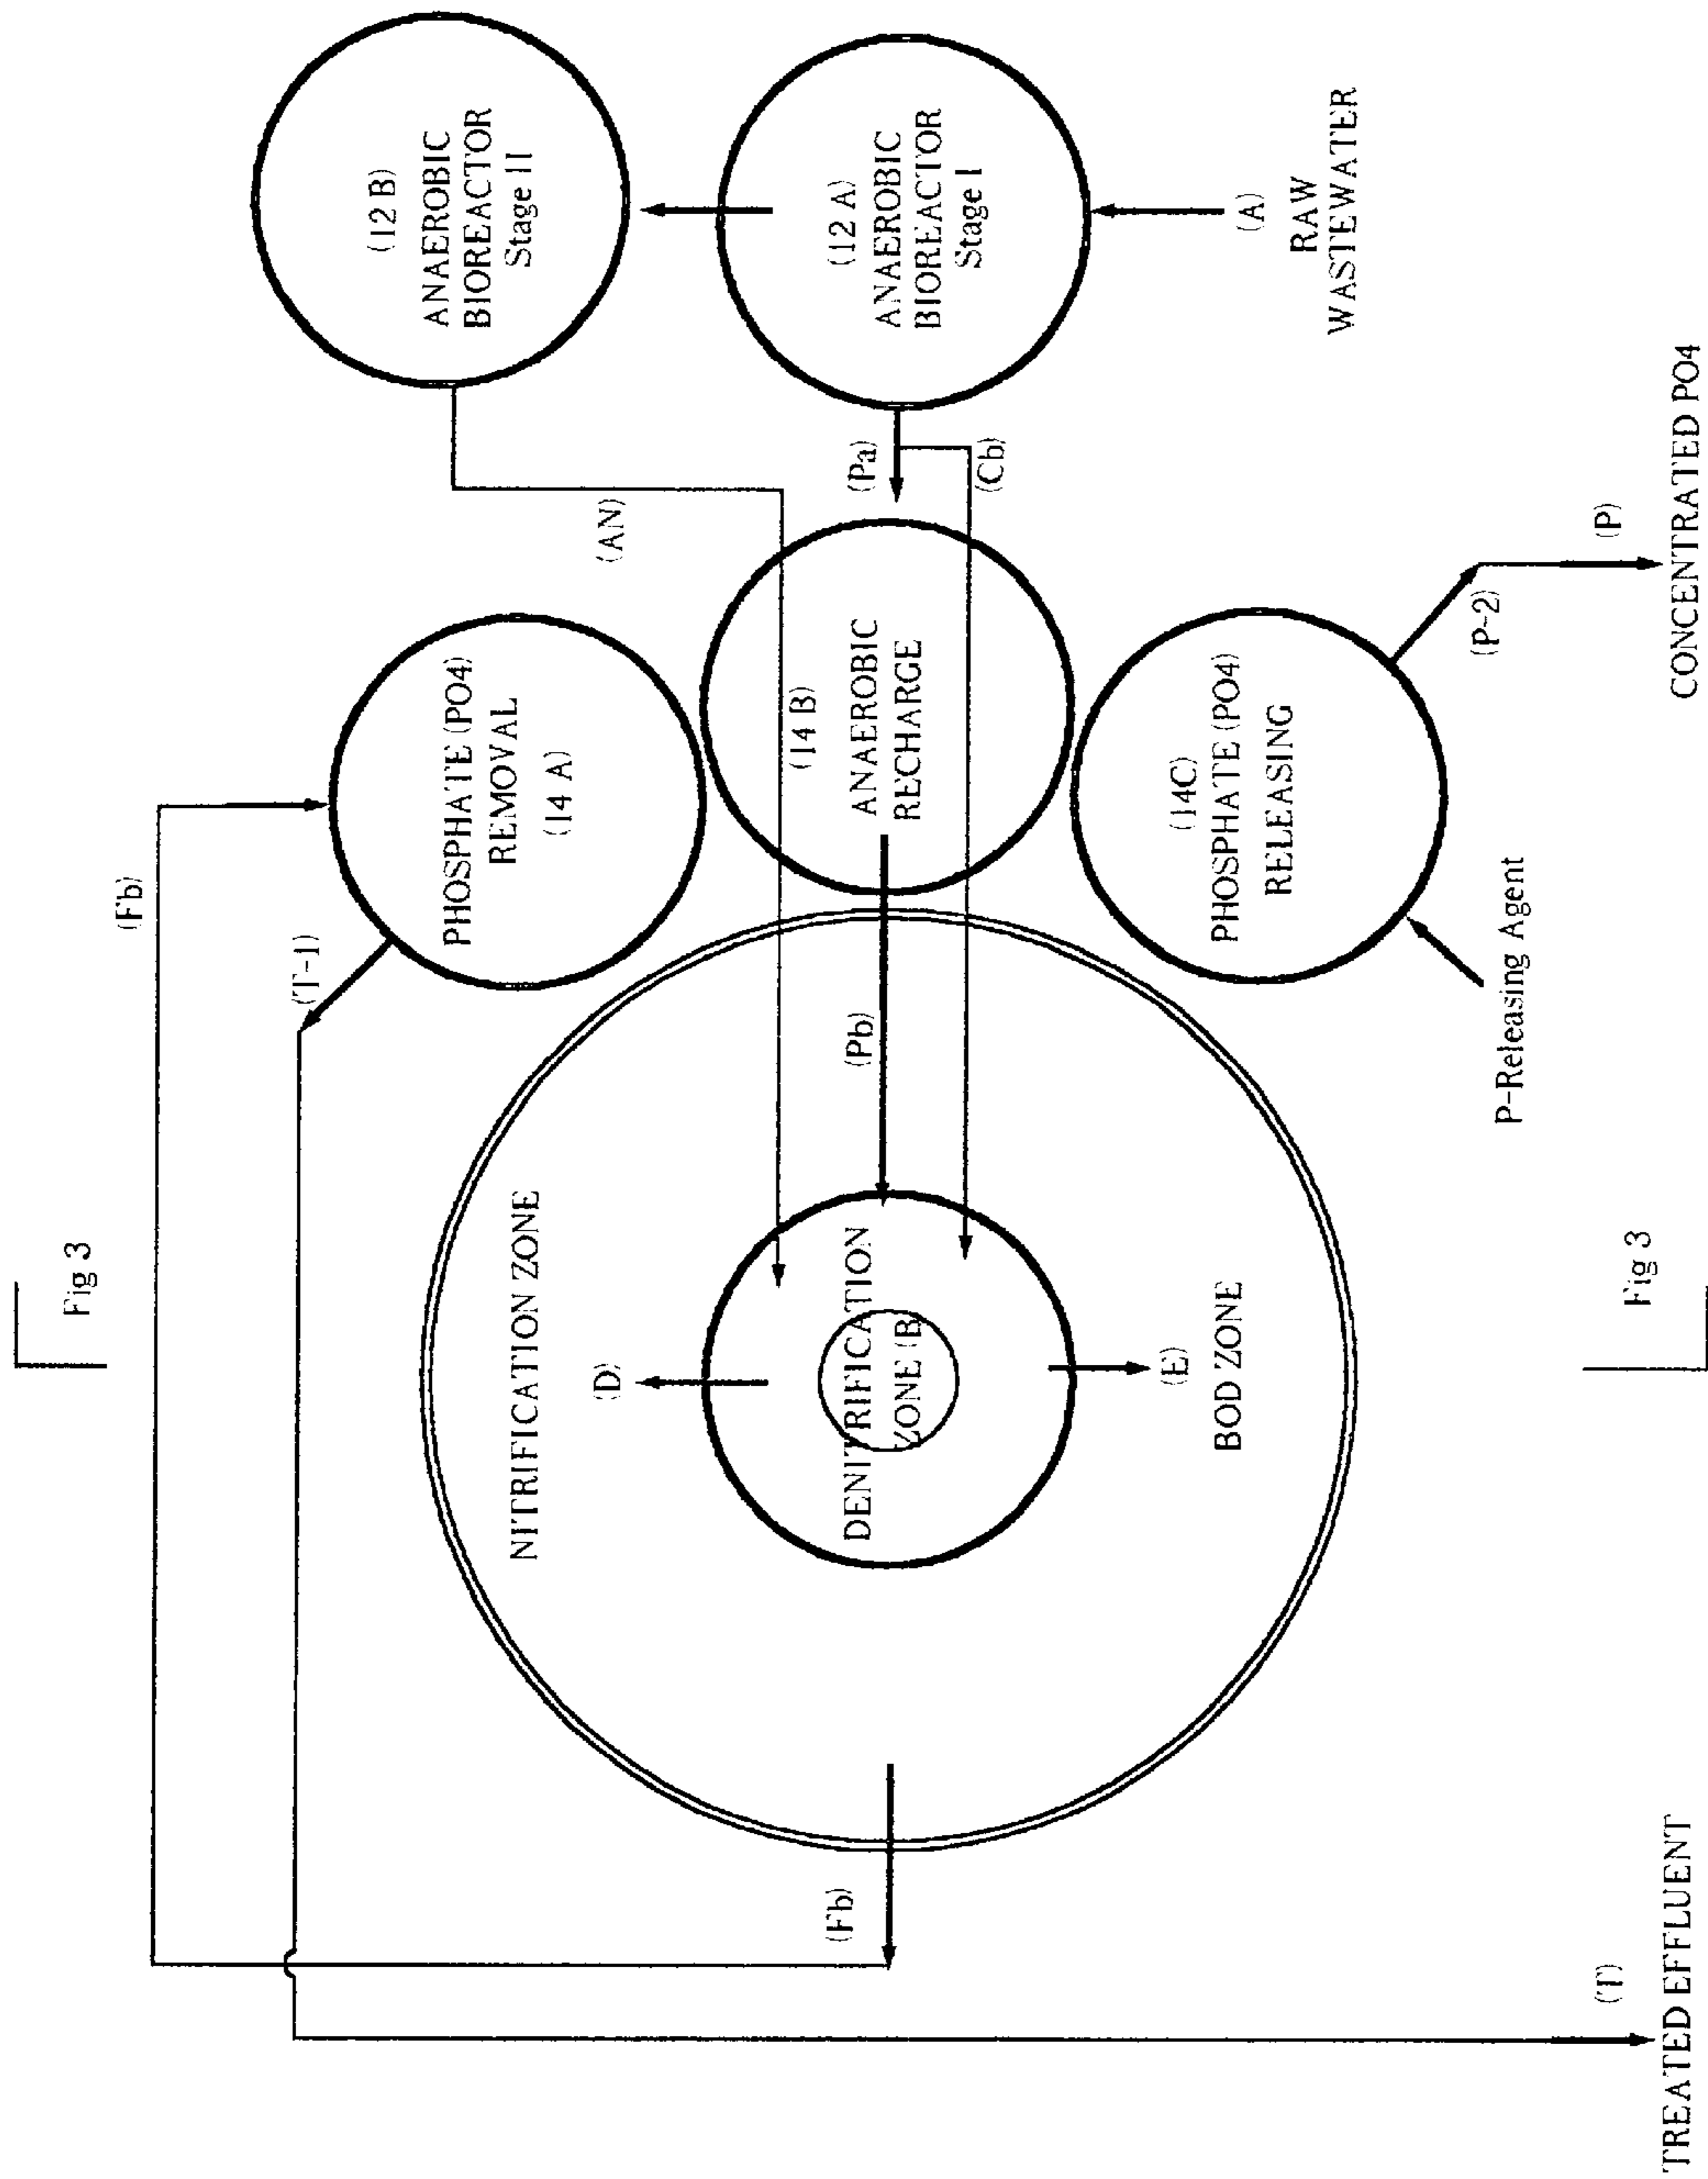 (12 B)
ANAEROBIC
BIOREACTOR
Stage II
(12 A)
ANAEROBIC
BIOREACTOR
Stage I
(A)
RAW
WASTEWATER
(AN)
(Pa)
(Cb)
PHOSPHATE (PO4)
REMOVAL
(14 A)
(14 B)
ANAEROBIC
RECHARGE
(14C)
PHOSPHATE (PO4)
RELEASING
(P-2)
(P)
CONCENTRATED PO4
P-Releasing Agent
(Fb)
(T-1)
(Pb)
Fig 3
NITRIFICATION ZONE
(D)
DENITRIFICATION
ZONE (B)
(E)
BOD ZONE
Fig 3
(Fb)
(T)
TREATED EFFLUENT